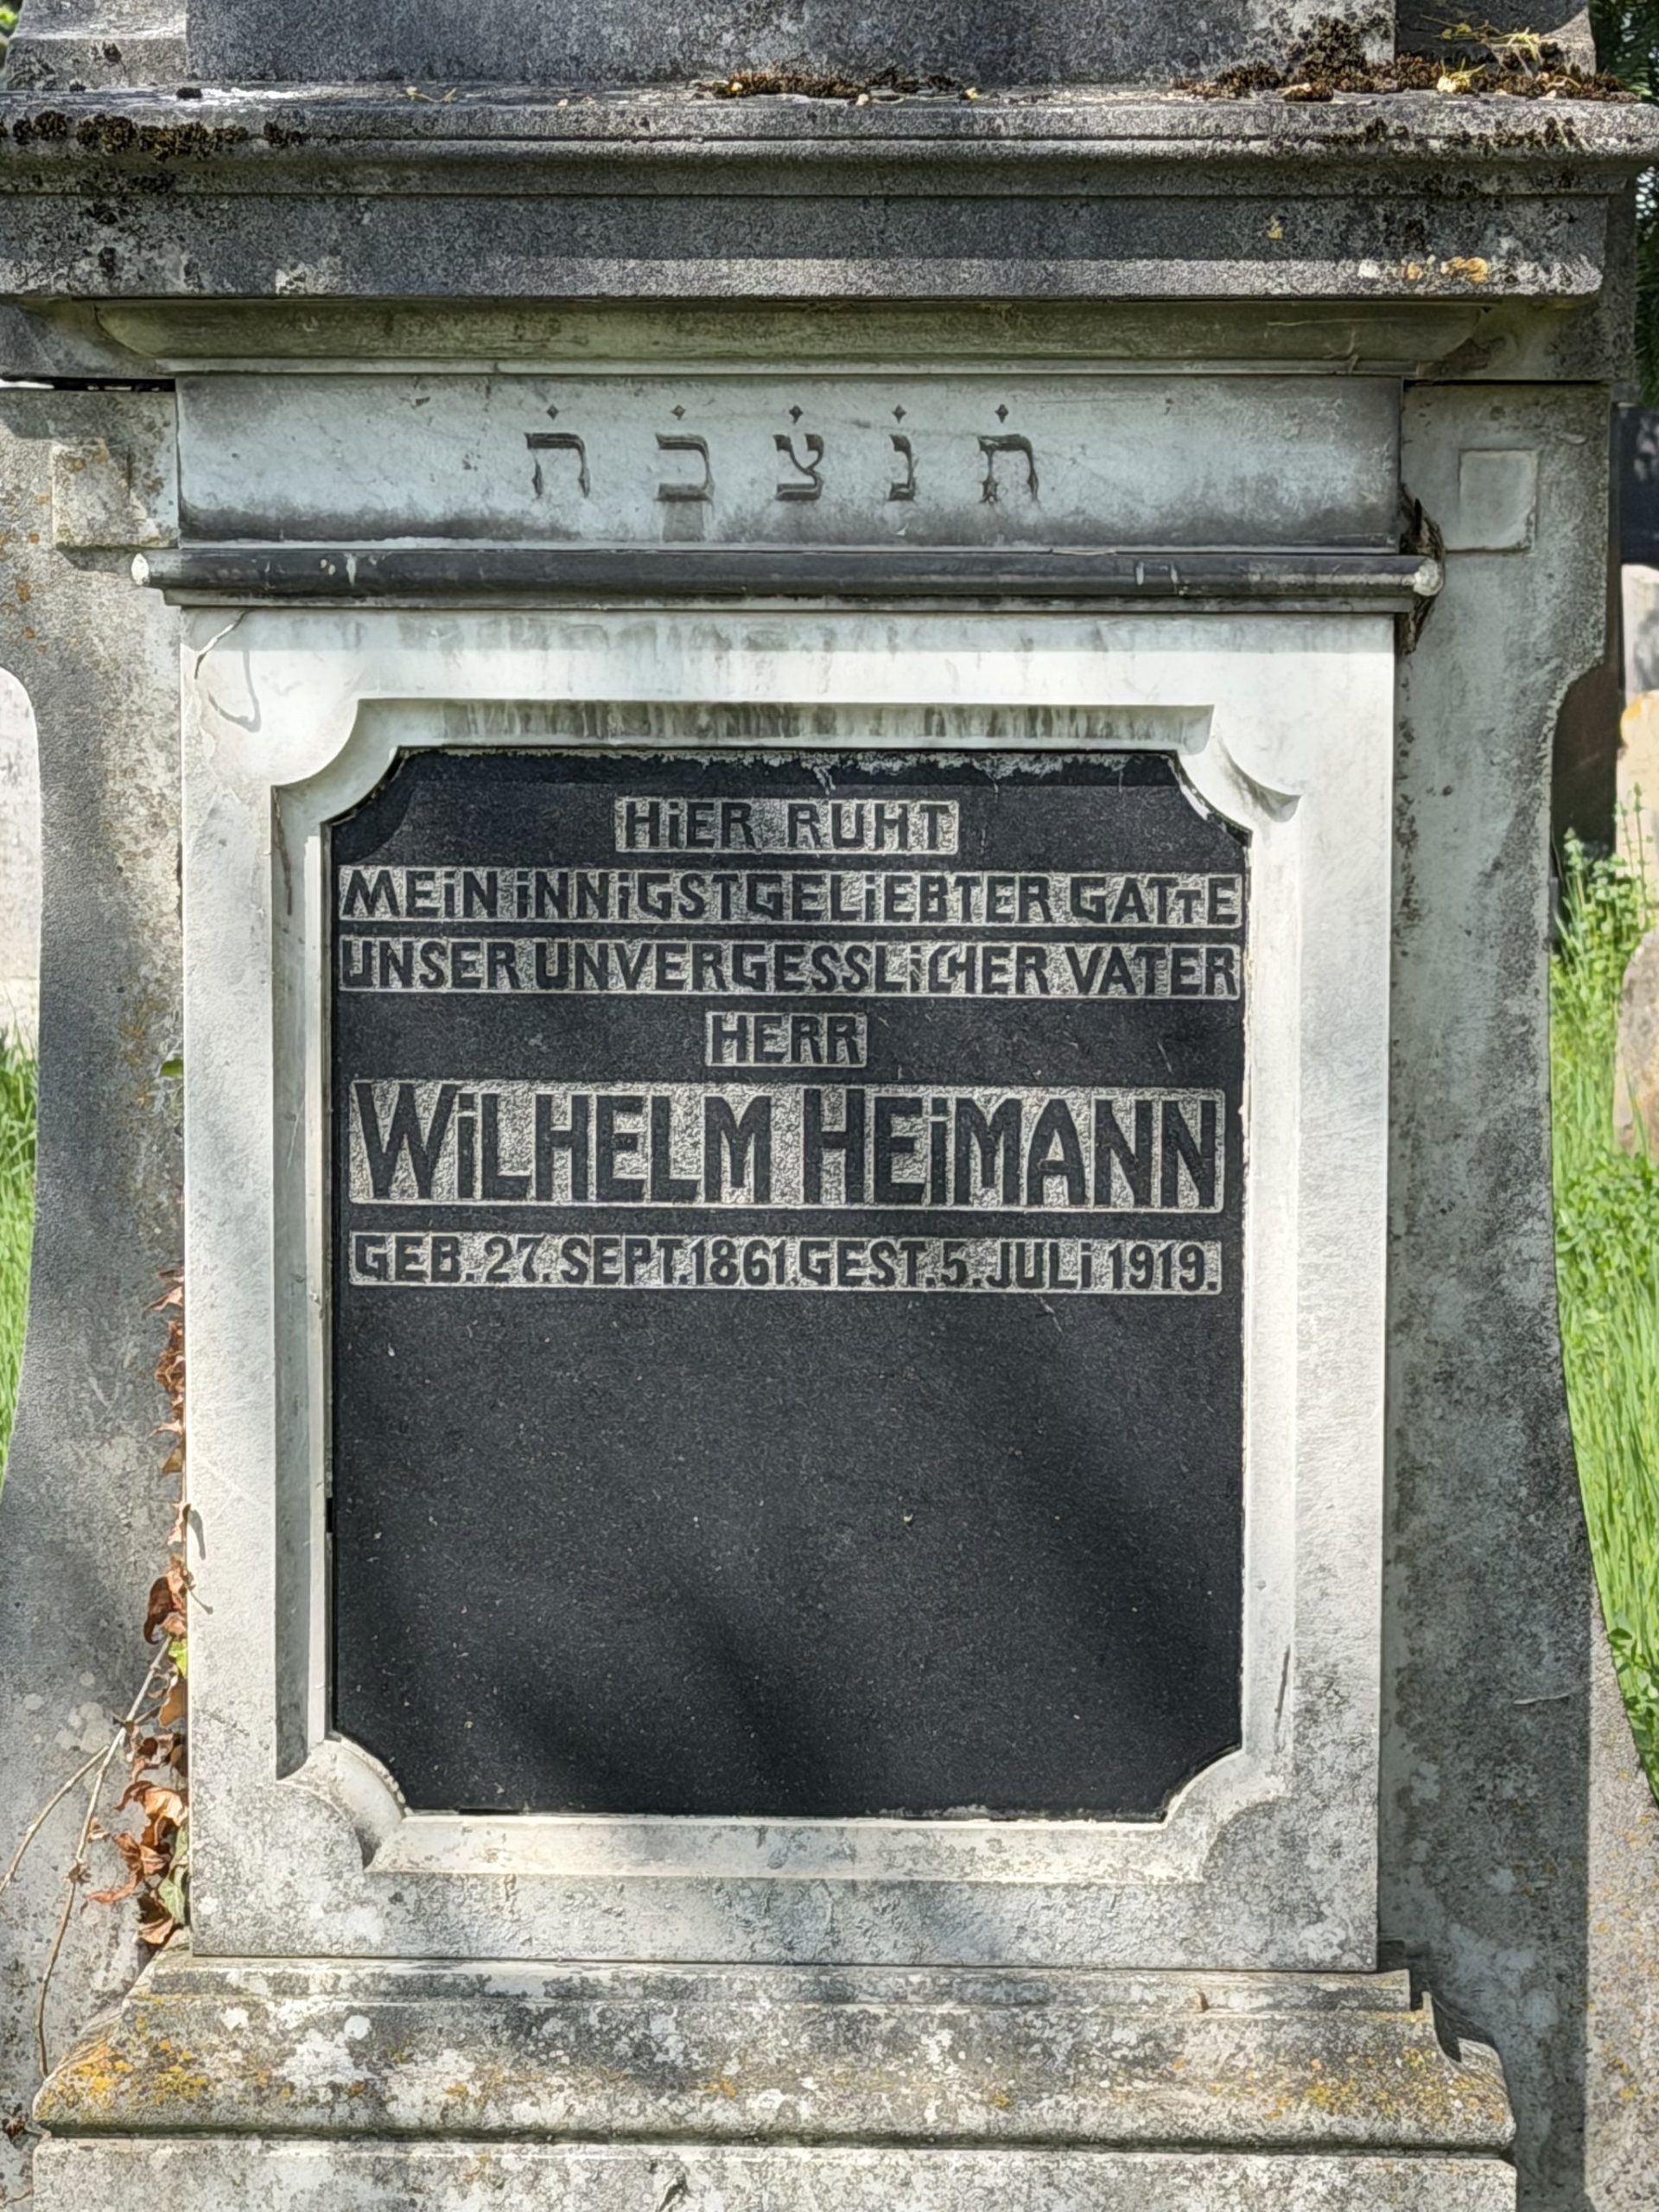 תׄ נׄ צׄ בׄ הׄ
HiER RUHT
MEiN iNNiGSTGELiEBTER GATTE
UNSER UNVERGESSLiCHER VATER
HERR
WiLHELM HEiMANN
GEB. 27. SEPT. 1861. GEST. 5. JULi 1919.